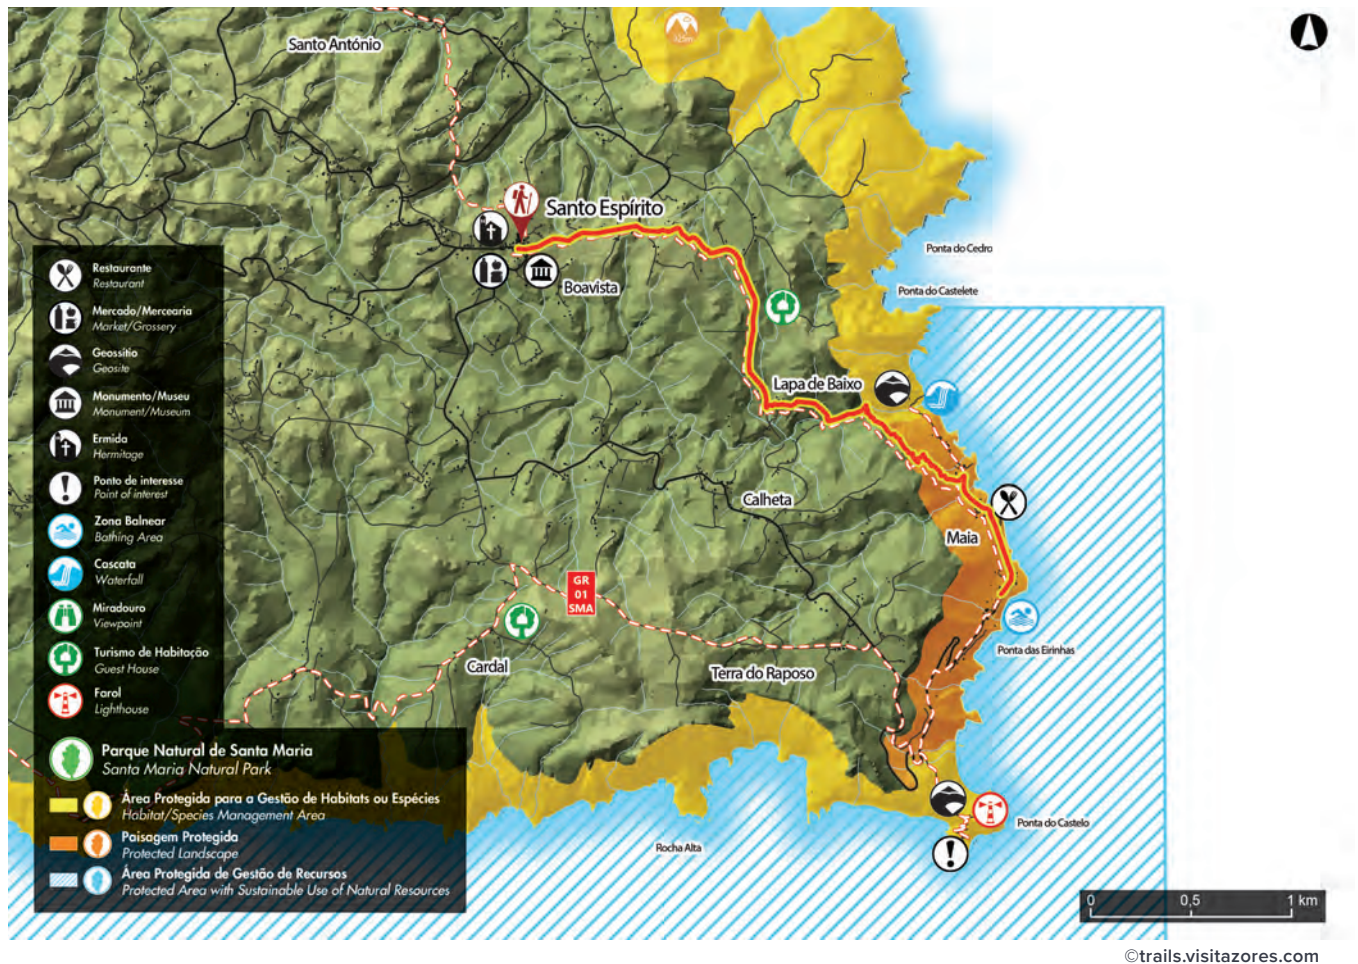 Santo António
Santo Espírito
Boavista
Ponta do Cedro
Ponta do Castelete
Lapa de Baixo
Calheta
Maia
GR
01
SMA
Ponta das Eirinhas
Cardal
Terra do Raposo
Ponta do Castelo
Rocha Alta
Restaurante
Restaurant
Mercado/Mercearia
Market/Grossery
Geossítio
Geosite
Monumento/Museu
Monument/Museum
Ermida
Hermitage
Ponto de interesse
Point of interest
Zona Balnear
Bathing Area
Cascata
Waterfall
Miradouro
Viewpoint
Turismo de Habitação
Guest House
Farol
Lighthouse
Parque Natural de Santa Maria
Santa Maria Natural Park
Área Protegida para a Gestão de Habitats ou Espécies
Habitat/Species Management Area
Paisagem Protegida
Protected Landscape
Área Protegida de Gestão de Recursos
Protected Area with Sustainable Use of Natural Resources
0 0,5 1 km
©trails.visitazores.com